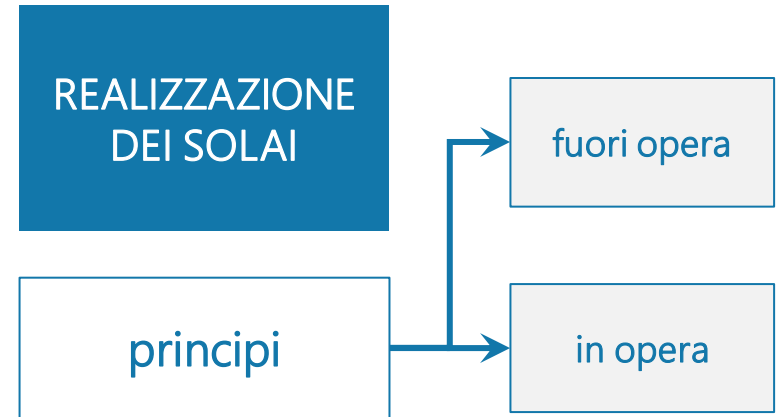 REALIZZAZIONE
DEI SOLAI
fuori opera
principi
in opera